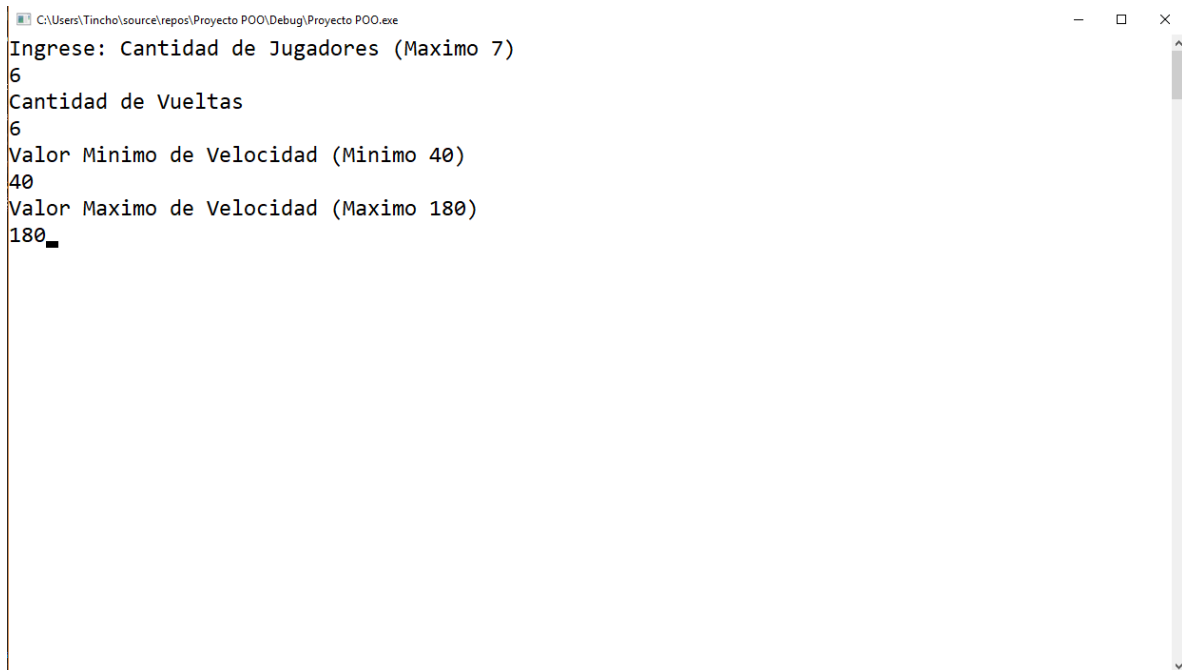 C:\Users\Tincho\source\repos\Proyecto POO\Debug\Proyecto POO.exe
Ingrese: Cantidad de Jugadores (Maximo 7)
6
Cantidad de Vueltas
6
Valor Minimo de Velocidad (Minimo 40)
40
Valor Maximo de Velocidad (Maximo 180)
180